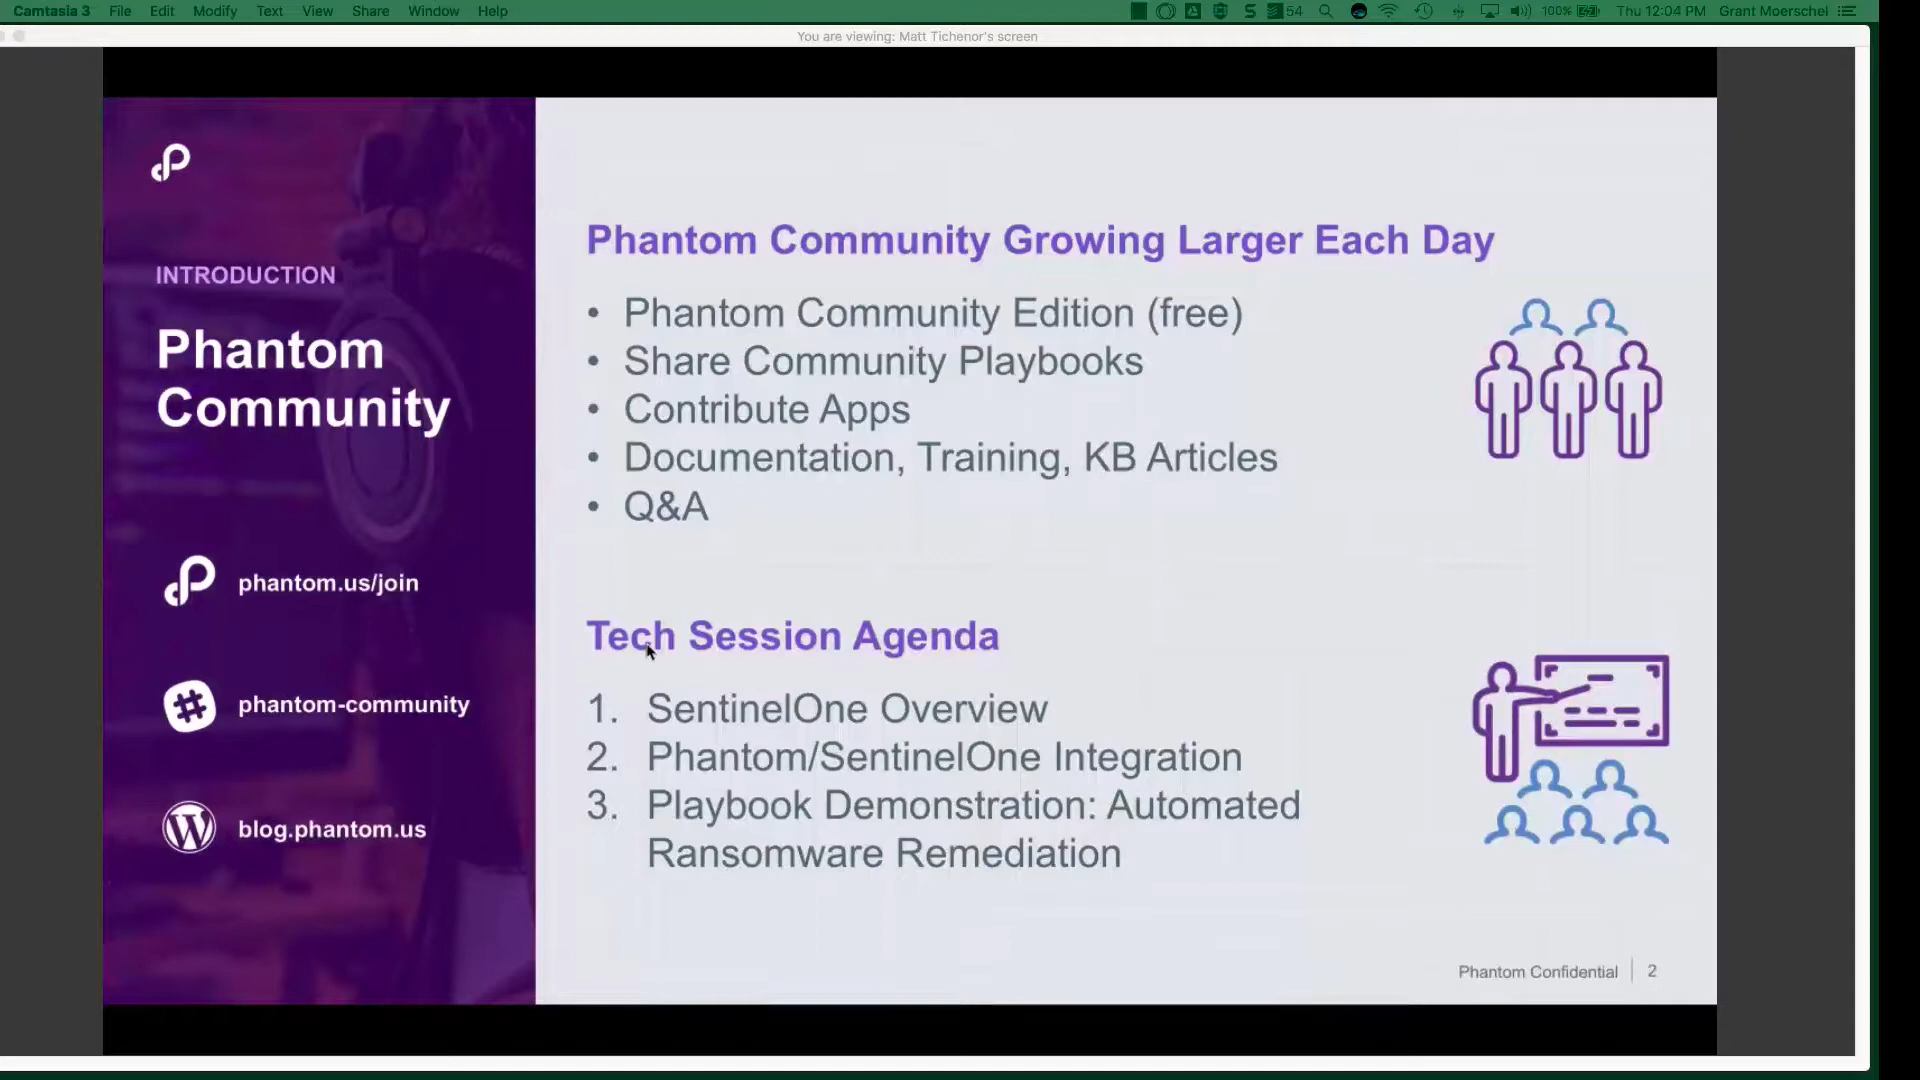 Camtasia 3 File Edit Modify Text View Share Window Help 54 100% Thu 12:04 PM Grant Moerschel
You are viewing: Matt Tichenor's screen
INTRODUCTION
Phantom
Community
phantom.us/join
phantom-community
blog.phantom.us
Phantom Community Growing Larger Each Day
• Phantom Community Edition (free)
• Share Community Playbooks
• Contribute Apps
• Documentation, Training, KB Articles
• Q&A
Tech Session Agenda
1. SentinelOne Overview
2. Phantom/SentinelOne Integration
3. Playbook Demonstration: Automated
Ransomware Remediation
Phantom Confidential 2